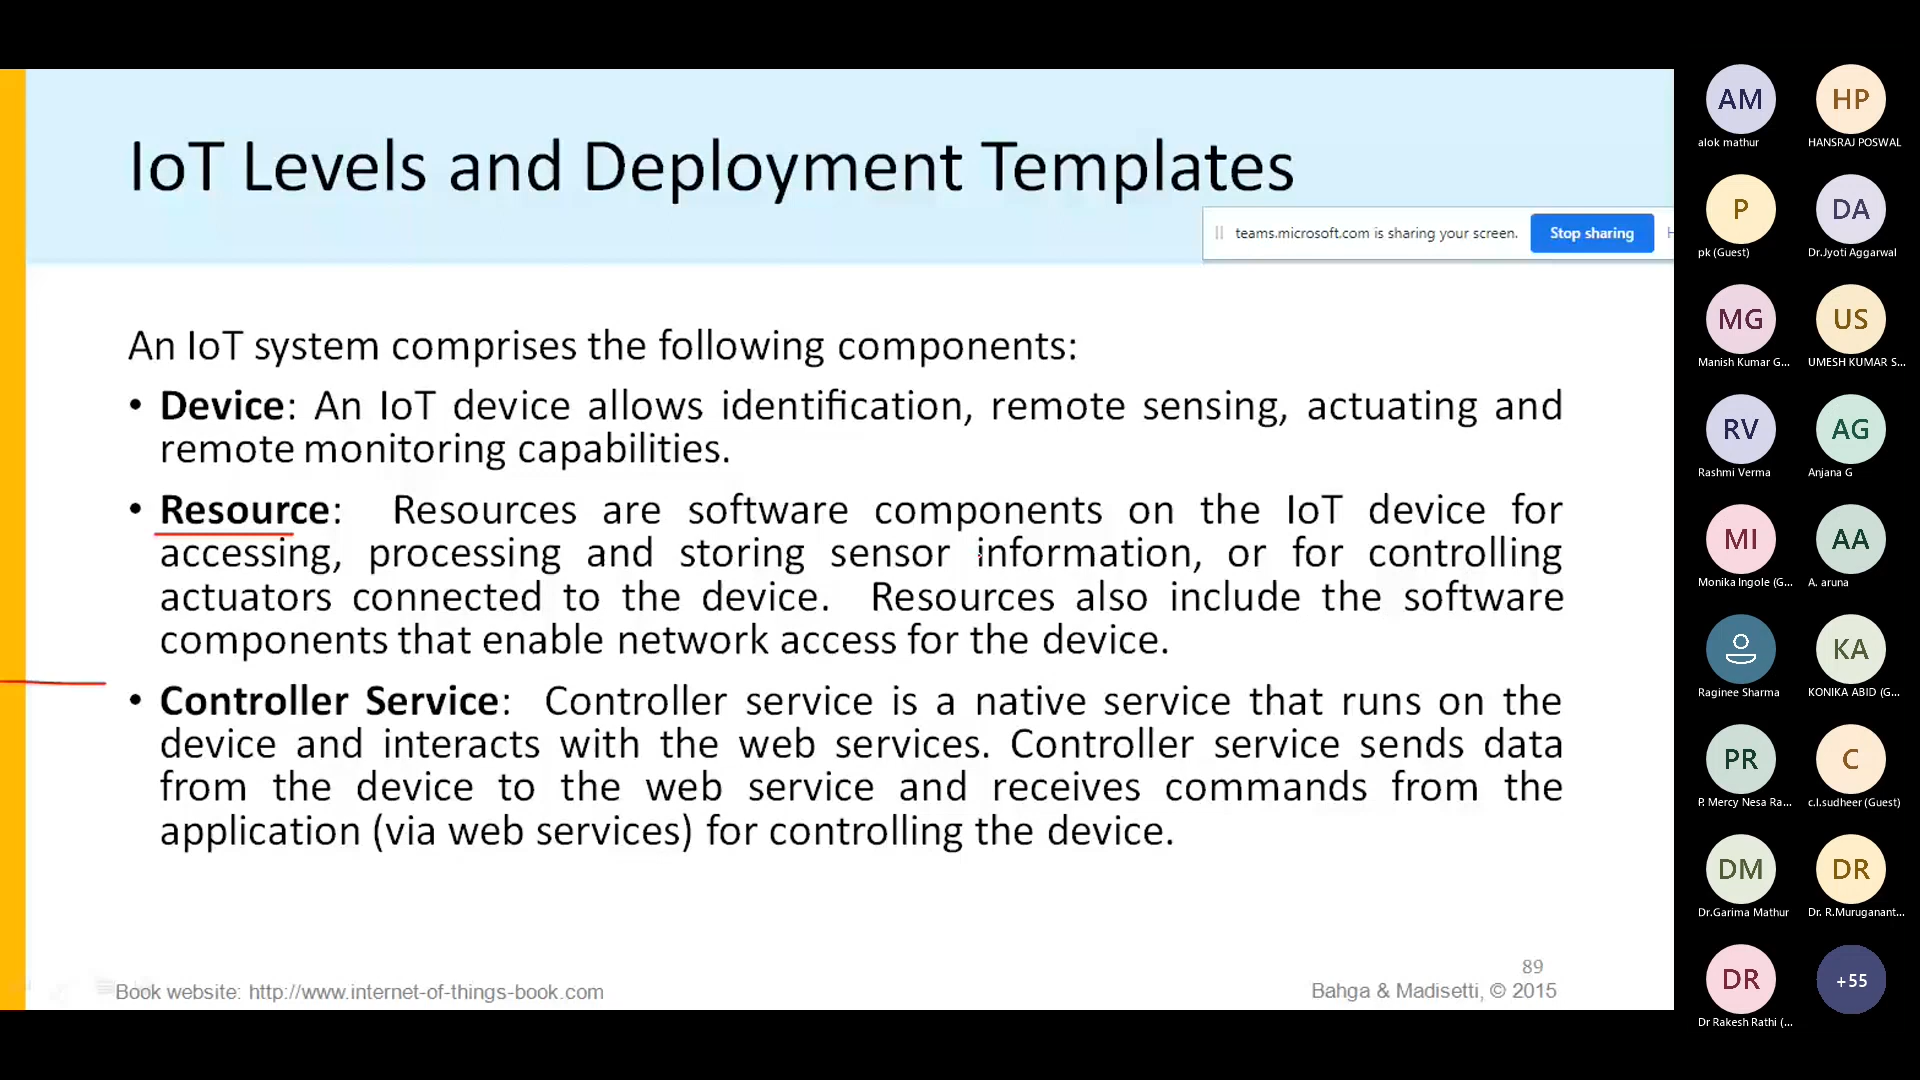 IoT Levels and Deployment Templates
teams.microsoft.com is sharing your screen.
Stop sharing
An IoT system comprises the following components:
• Device: An IoT device allows identification, remote sensing, actuating and
remote monitoring capabilities.
• Resource: Resources are software components on the IoT device for
accessing, processing and storing sensor information, or for controlling
actuators connected to the device. Resources also include the software
components that enable network access for the device.
• Controller Service: Controller service is a native service that runs on the
device and interacts with the web services. Controller service sends data
from the device to the web service and receives commands from the
application (via web services) for controlling the device.
89
Book website: http://www.internet-of-things-book.com
Bahga & Madisetti, © 2015
AM HP
alok mathur HANSRAJ POSWAL
P DA
pk (Guest) Dr.Jyoti Aggarwal
MG US
Manish Kumar G... UMESH KUMAR S...
RV AG
Rashmi Verma Anjana G
MI AA
Monika Ingole (G... A. aruna
KA
Raginee Sharma KONIKA ABID (G...
PR C
P. Mercy Nesa Ra... c.l.sudheer (Guest)
DM DR
Dr.Garima Mathur Dr. R.Muruganant...
DR +55
Dr Rakesh Rathi (...